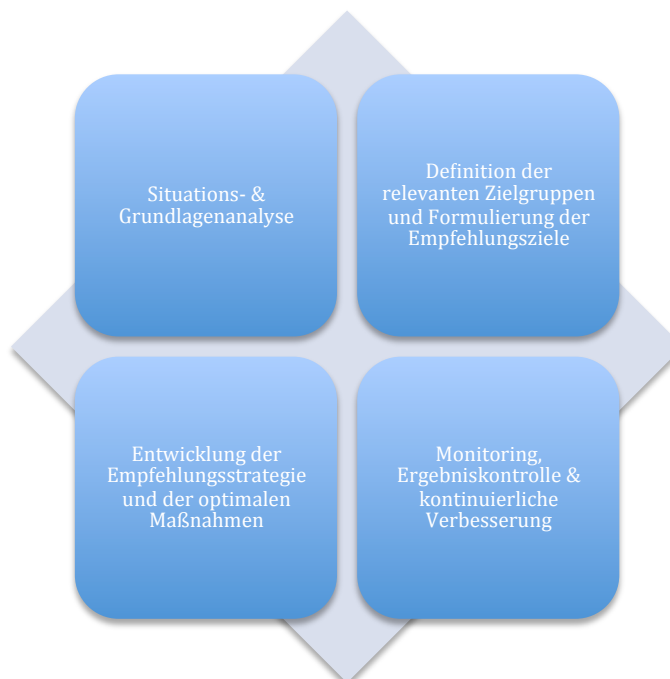 Situations- &
Grundlagenanalyse
Definition der
relevanten Zielgruppen
und Formulierung der
Empfehlungsziele
Entwicklung der
Empfehlungsstrategie
und der optimalen
Maßnahmen
Monitoring,
Ergebniskontrolle &
kontinuierliche
Verbesserung